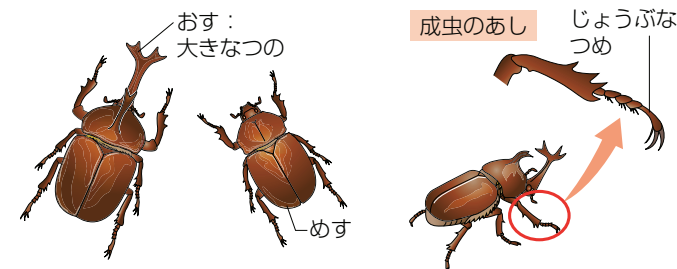 おす：
大きなつの
めす
成虫のあし
じょうぶな
つめ